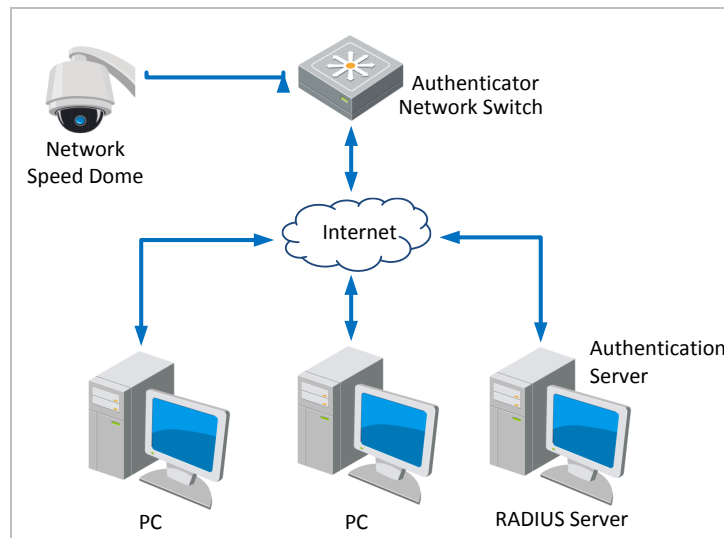 Authenticator
Network Switch
Network
Speed Dome
Internet
Authentication
Server
PC
PC
RADIUS Server